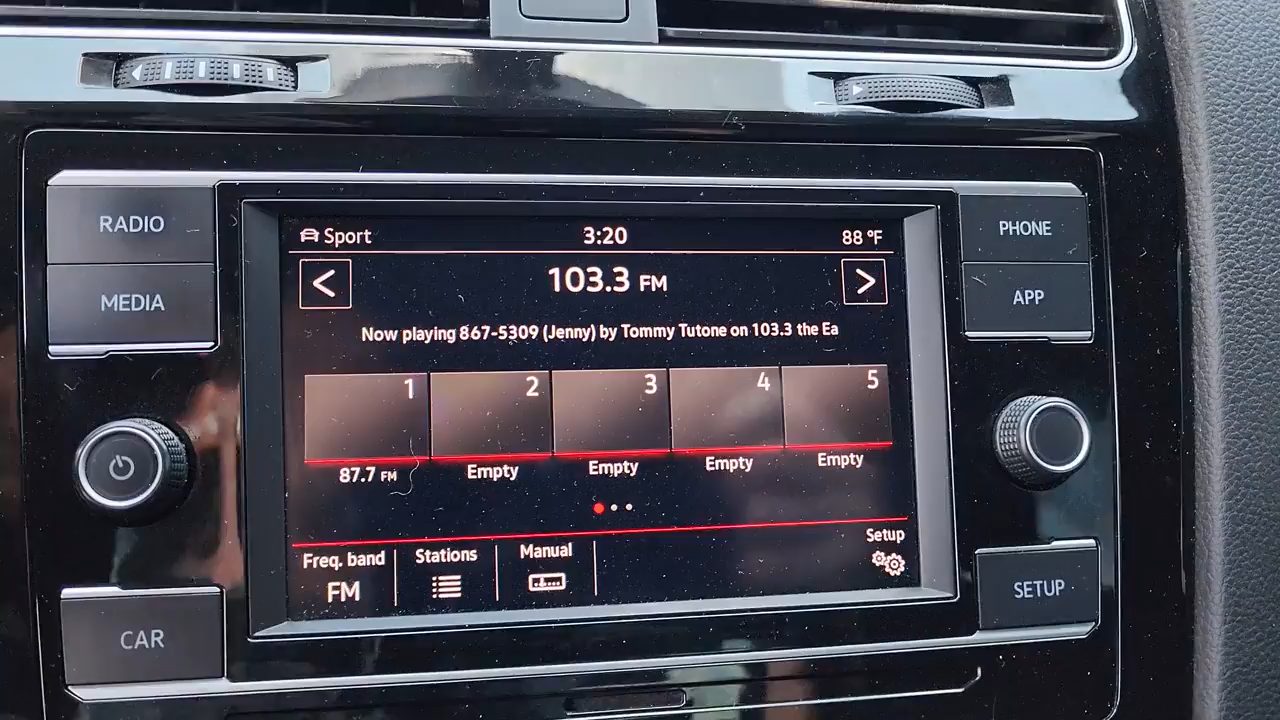 RADIO
MEDIA
CAR
Sport 3:20 88 °F
< 103.3 FM >
Now playing 867-5309 (Jenny) by Tommy Tutone on 103.3 the Ea
1 2 3 4 5
87.7 FM Empty Empty Empty Empty
Freq. band Stations Manual Setup
FM
PHONE
APP
SETUP